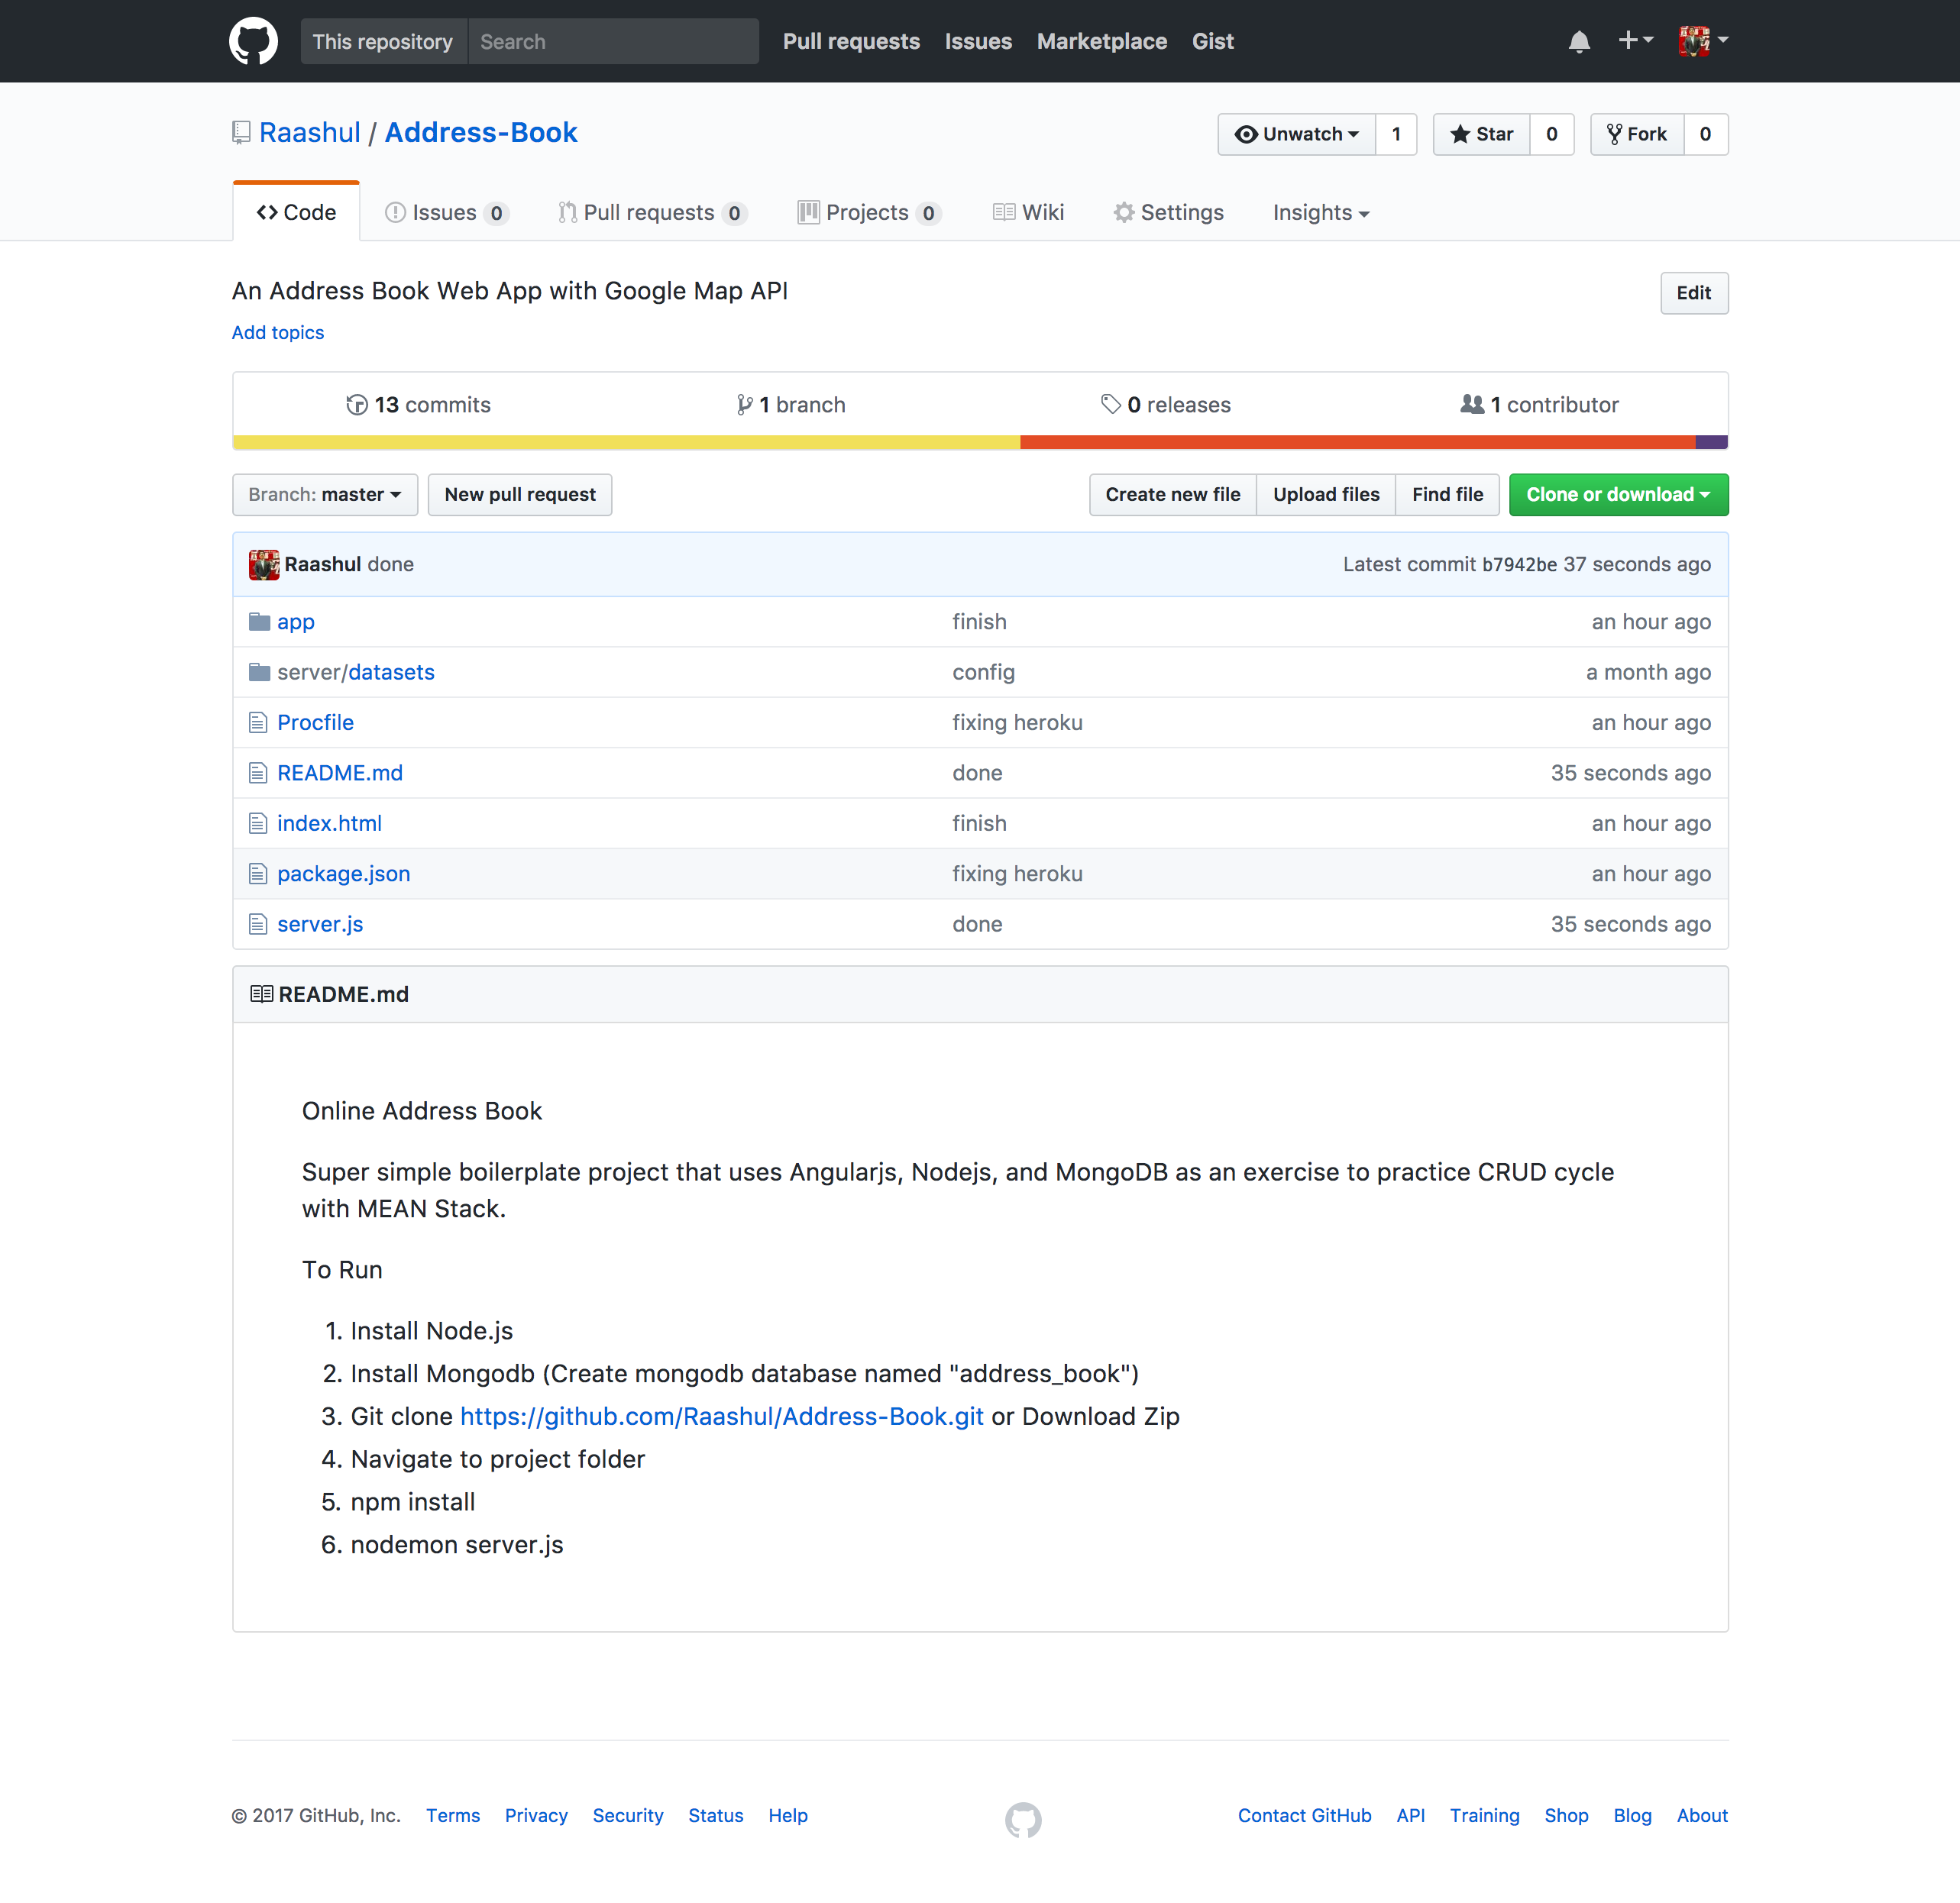 This repository Search Pull requests Issues Marketplace Gist
Raashul / Address-Book Unwatch 1 Star 0 Fork 0
Code Issues 0 Pull requests 0 Projects 0 Wiki Settings Insights
An Address Book Web App with Google Map API Edit
Add topics
13 commits 1 branch 0 releases 1 contributor
Branch: master New pull request Create new file Upload files Find file Clone or download
Raashul done Latest commit b7942be 37 seconds ago
app finish an hour ago
server/datasets config a month ago
Procfile fixing heroku an hour ago
README.md done 35 seconds ago
index.html finish an hour ago
package.json fixing heroku an hour ago
server.js done 35 seconds ago
README.md
Online Address Book
Super simple boilerplate project that uses Angularjs, Nodejs, and MongoDB as an exercise to practice CRUD cycle
with MEAN Stack.
To Run
1. Install Node.js
2. Install Mongodb (Create mongodb database named "address_book")
3. Git clone https://github.com/Raashul/Address-Book.git or Download Zip
4. Navigate to project folder
5. npm install
6. nodemon server.js
© 2017 GitHub, Inc. Terms Privacy Security Status Help Contact GitHub API Training Shop Blog About